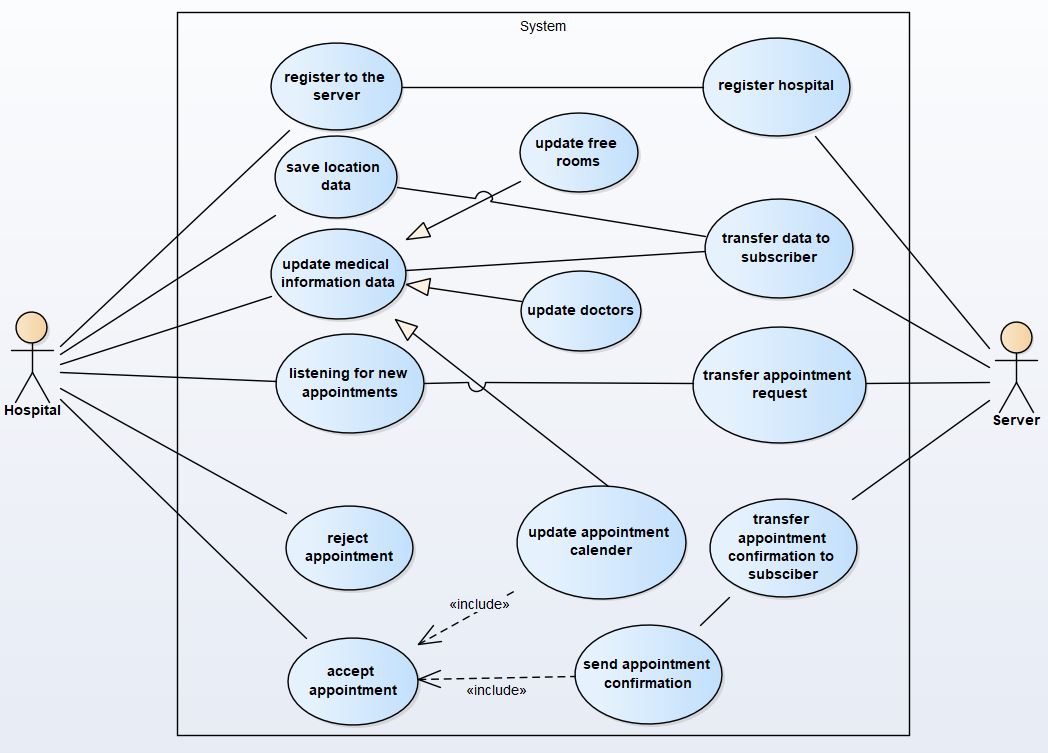 System
register to the
server
register hospital
save location
data
update free
rooms
update medical
information data
transfer data to
subscriber
update doctors
listening for new
appointments
transfer appointment
request
Hospital
Server
reject
appointment
update appointment
calender
transfer
appointment
confirmation to
subsciber
«include»
accept
appointment
send appointment
confirmation
«include»